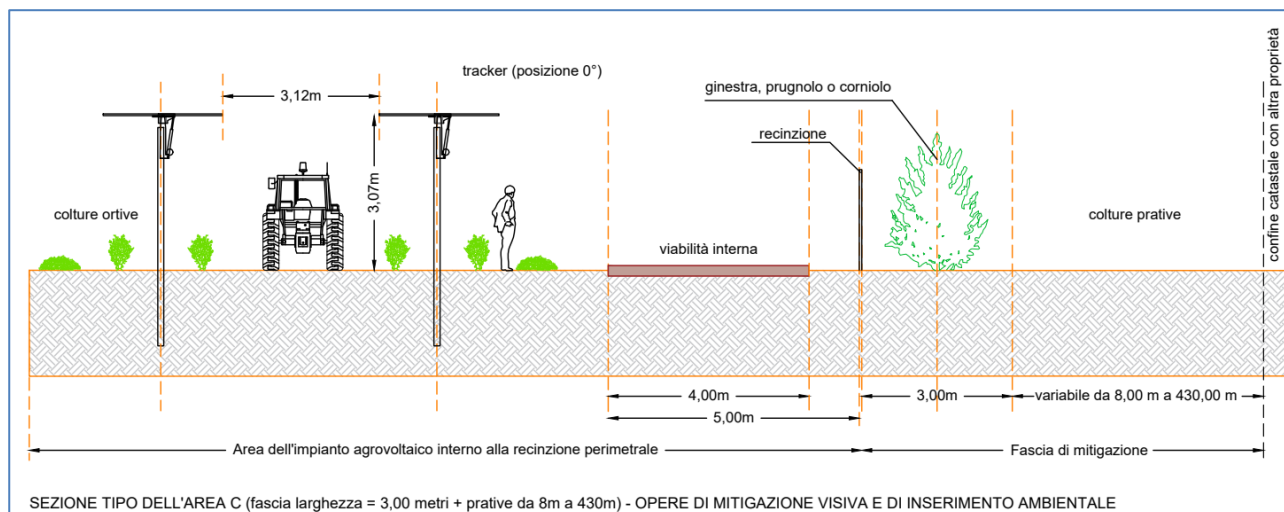 tracker (posizione 0°)
3,12m
ginestra, prugnolo o corniolo
recinzione
3,07m
colture ortive
viabilità interna
colture prative
confine catastale con altra proprietà
4,00m
3,00m
variabile da 8,00 m a 430,00 m
5,00m
Area dell'impianto agrovoltaico interno alla recinzione perimetrale
Fascia di mitigazione
SEZIONE TIPO DELL'AREA C (fascia larghezza = 3,00 metri + prative da 8m a 430m) - OPERE DI MITIGAZIONE VISIVA E DI INSERIMENTO AMBIENTALE